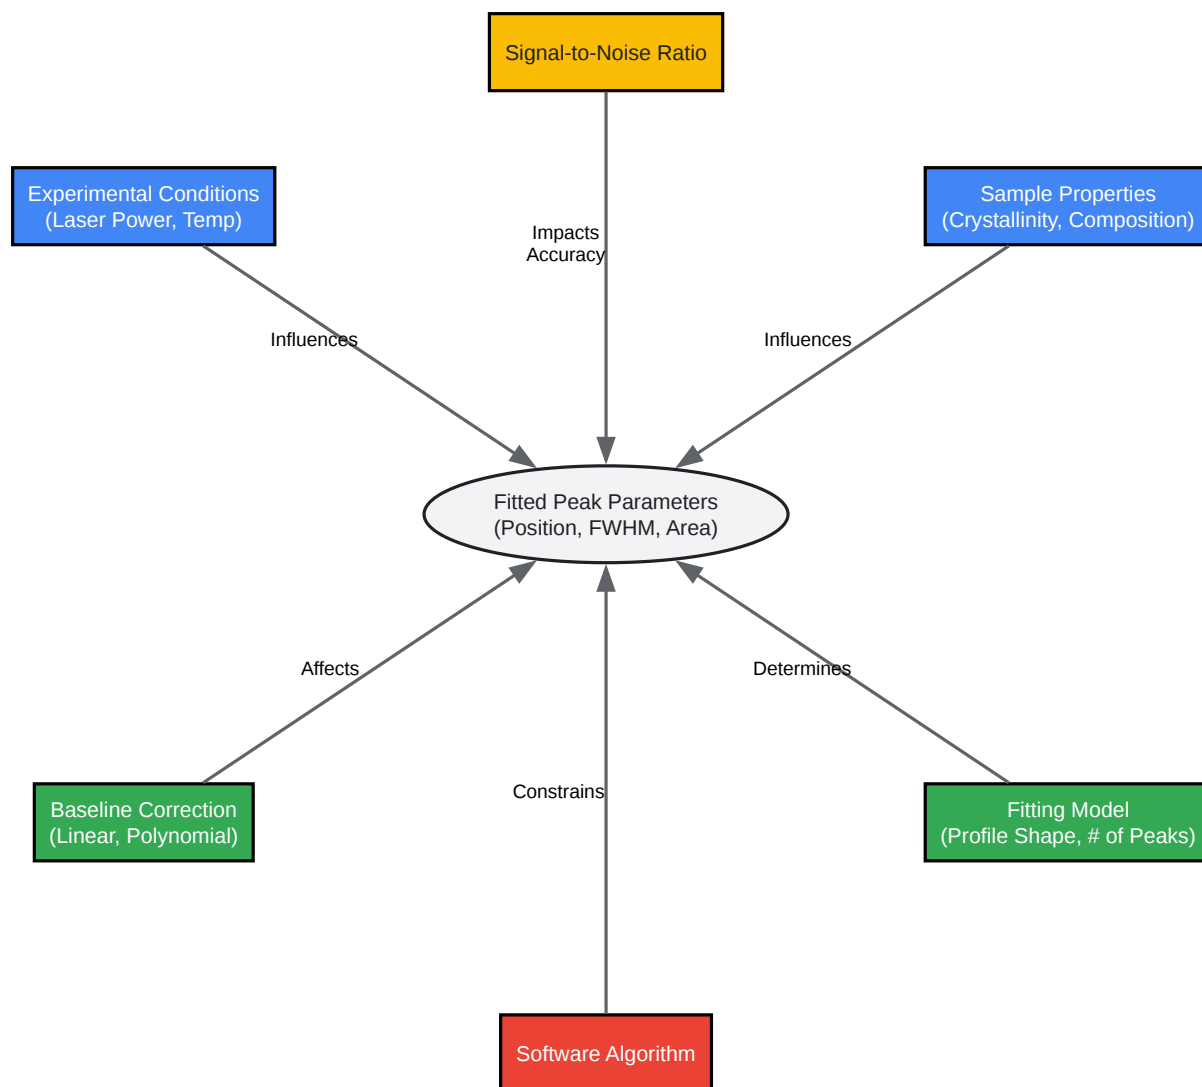 Signal-to-Noise Ratio
Experimental Conditions
(Laser Power, Temp)
Sample Properties
(Crystallinity, Composition)
Impacts
Accuracy
Influences
Influences
Fitted Peak Parameters
(Position, FWHM, Area)
Affects
Determines
Constrains
Baseline Correction
(Linear, Polynomial)
Fitting Model
(Profile Shape, # of Peaks)
Software Algorithm